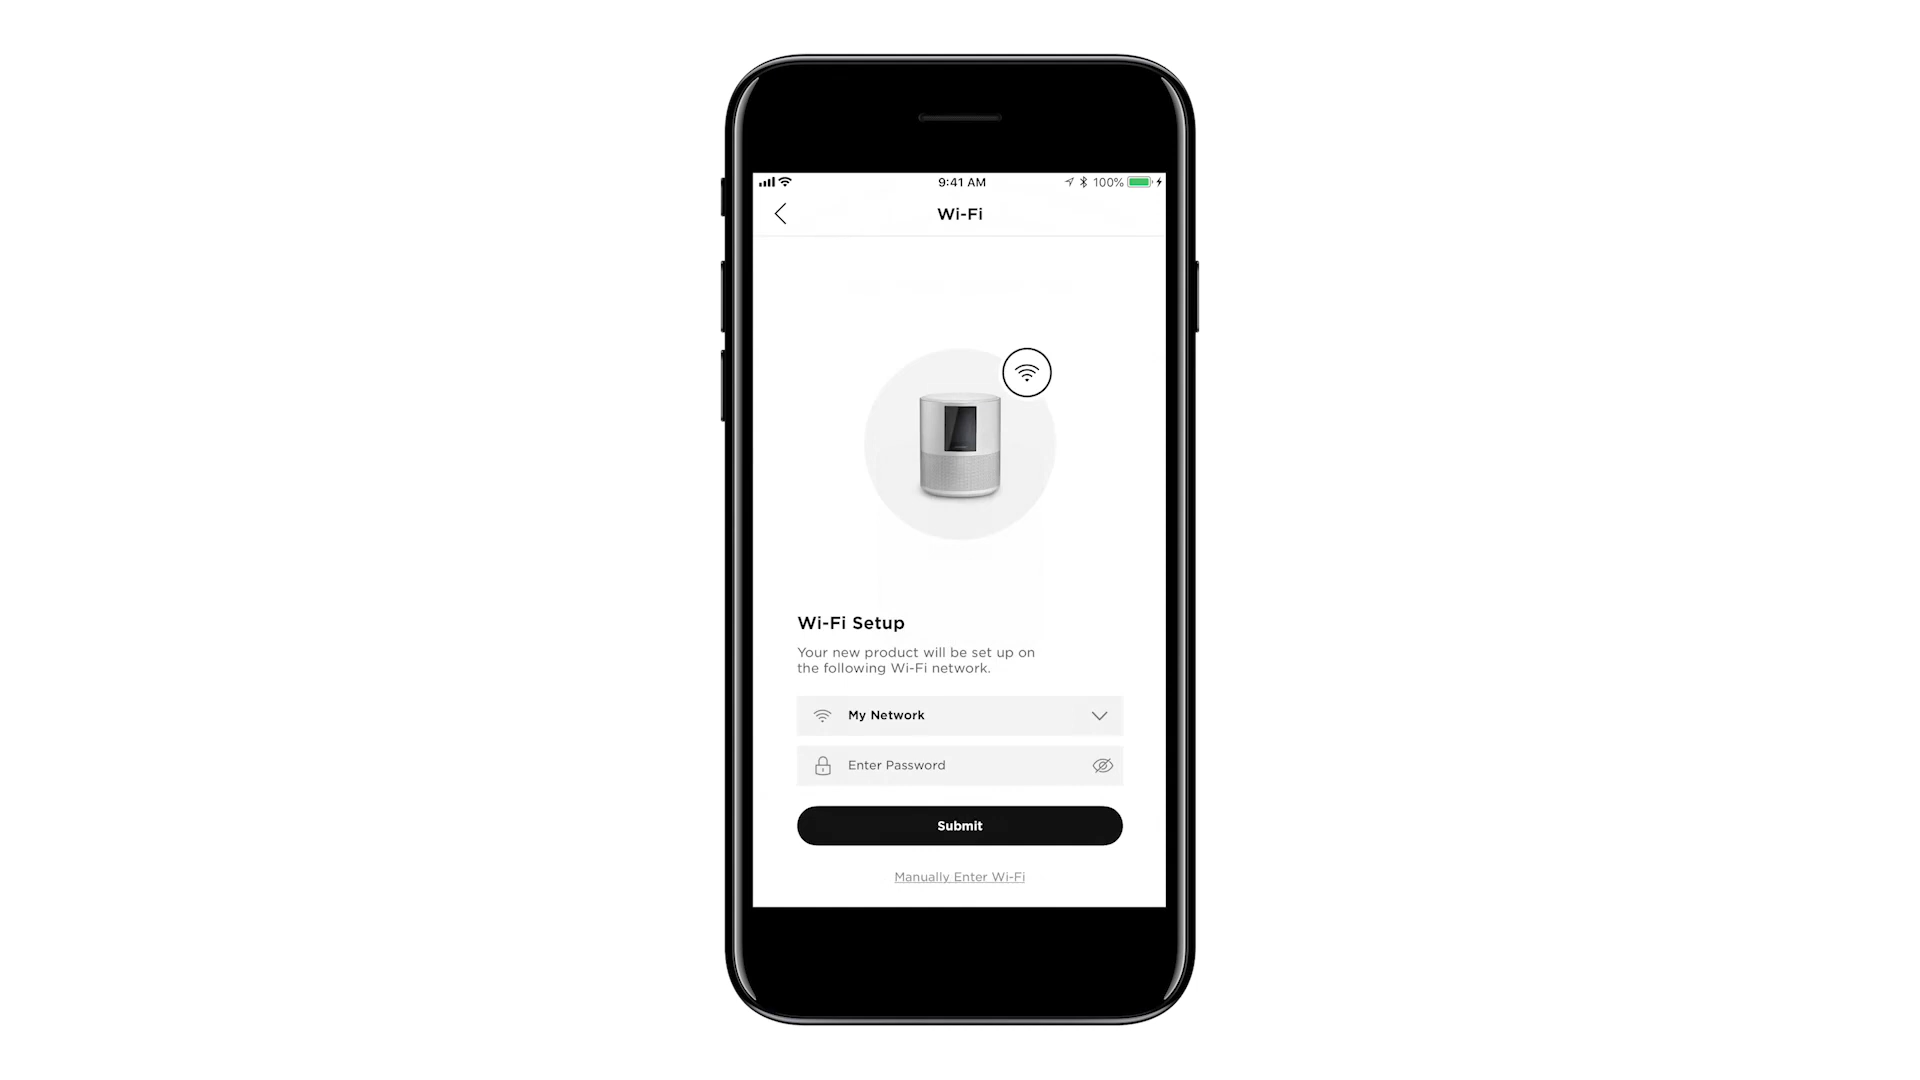 9:41 AM
100%
Wi-Fi
Wi-Fi Setup
Your new product will be set up on
the following Wi-Fi network.
My Network
Enter Password
Submit
Manually Enter Wi-Fi